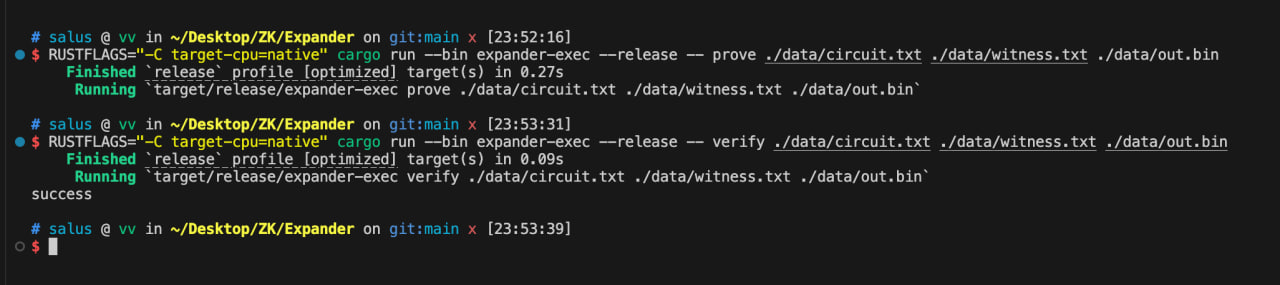 # salus @ vv in ~/Desktop/ZK/Expander on git:main x [23:52:16]
$ RUSTFLAGS="-C target-cpu=native" cargo run --bin expander-exec --release -- prove ./data/circuit.txt ./data/witness.txt ./data/out.bin
Finished `release` profile [optimized] target(s) in 0.27s
Running `target/release/expander-exec prove ./data/circuit.txt ./data/witness.txt ./data/out.bin`
# salus @ vv in ~/Desktop/ZK/Expander on git:main x [23:53:31]
$ RUSTFLAGS="-C target-cpu=native" cargo run --bin expander-exec --release -- verify ./data/circuit.txt ./data/witness.txt ./data/out.bin
Finished `release` profile [optimized] target(s) in 0.09s
Running `target/release/expander-exec verify ./data/circuit.txt ./data/witness.txt ./data/out.bin`
success
# salus @ vv in ~/Desktop/ZK/Expander on git:main x [23:53:39]
$